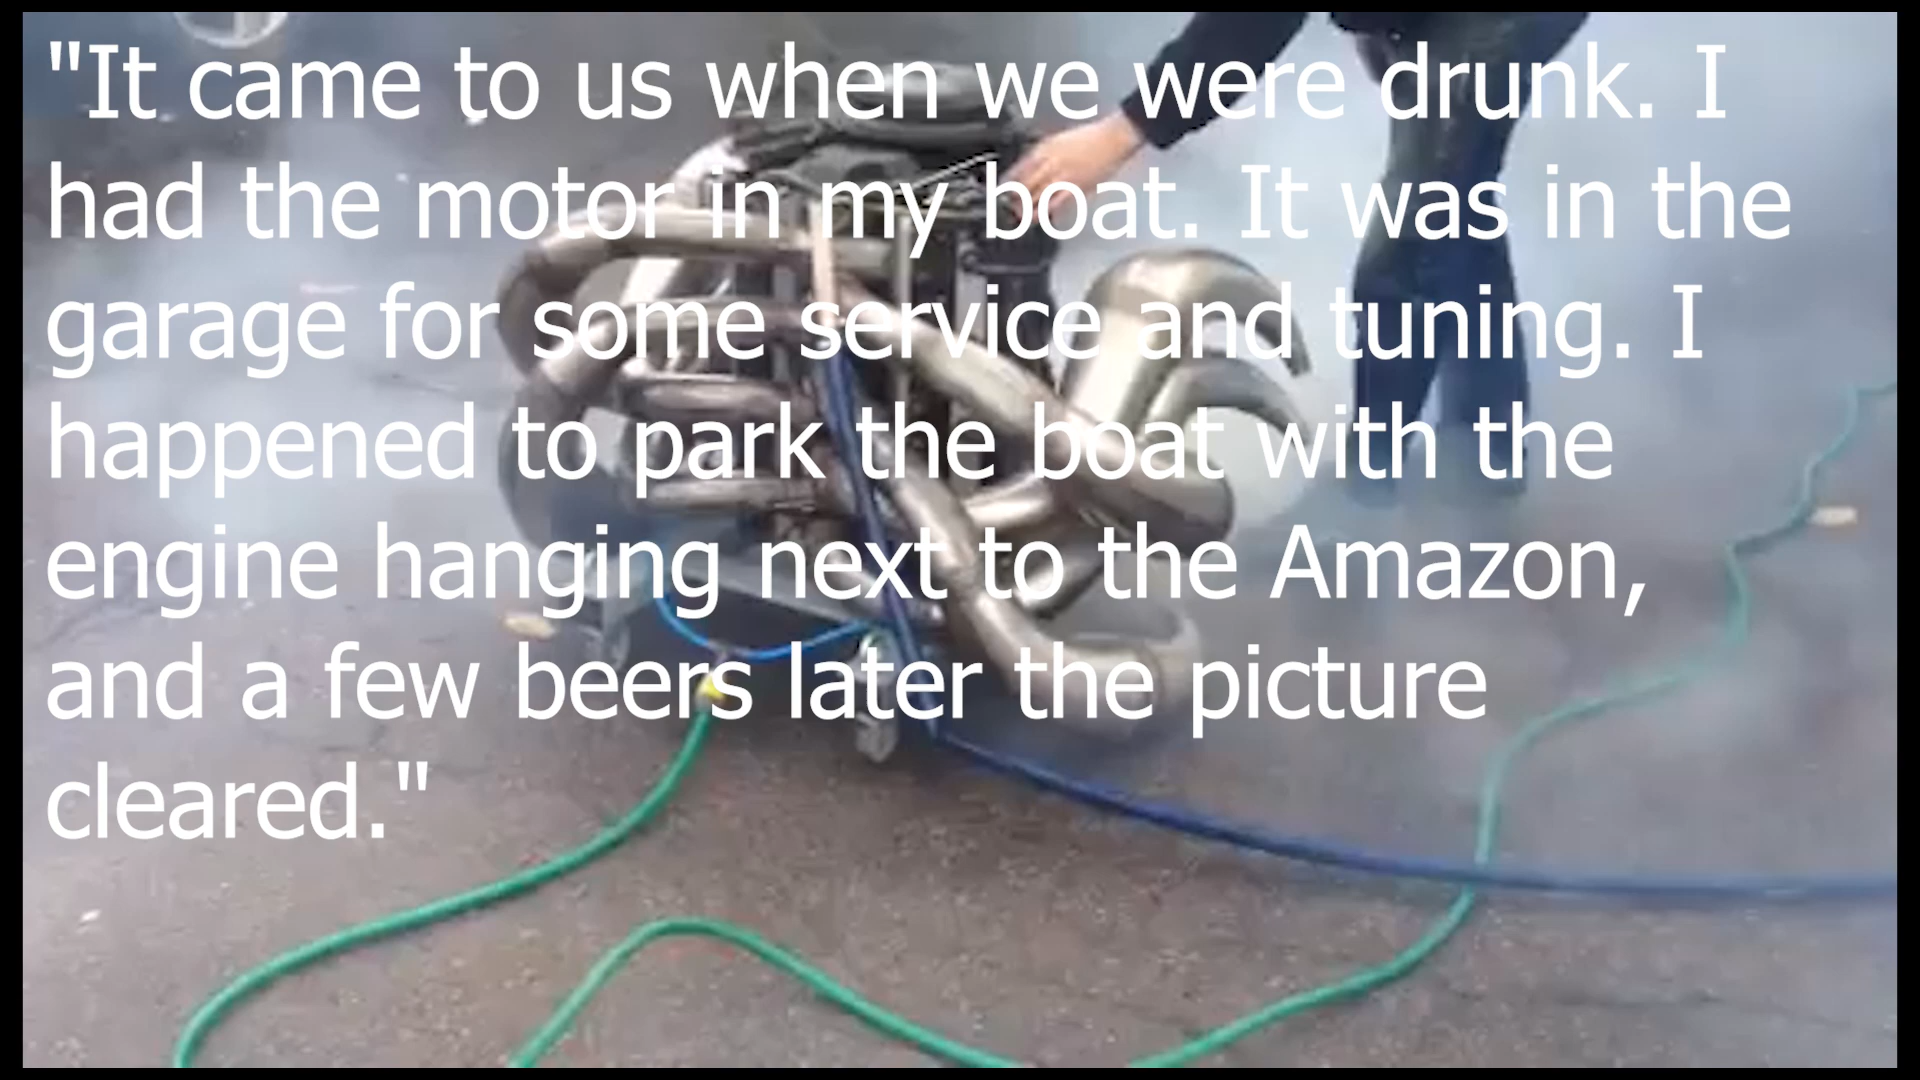 "It came to us when we were drunk. I
had the motor in my boat. It was in the
garage for some service and tuning. I
happened to park the boat with the
engine hanging next to the Amazon,
and a few beers later the picture
cleared."